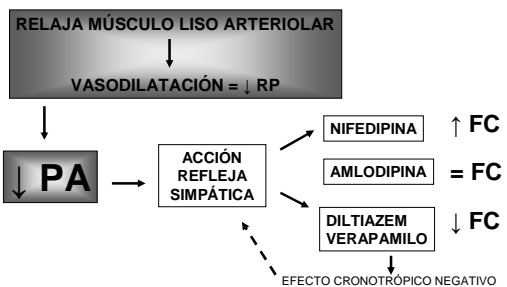 RELAJA MÚSCULO LISO ARTERIOLAR
VASODILATACIÓN = ↓ RP
↓ PA
ACCIÓN
REFLEJA
SIMPÁTICA
NIFEDIPINA ↑ FC
AMLODIPINA = FC
DILTIAZEM
VERAPAMILO ↓ FC
EFECTO CRONOTRÓPICO NEGATIVO